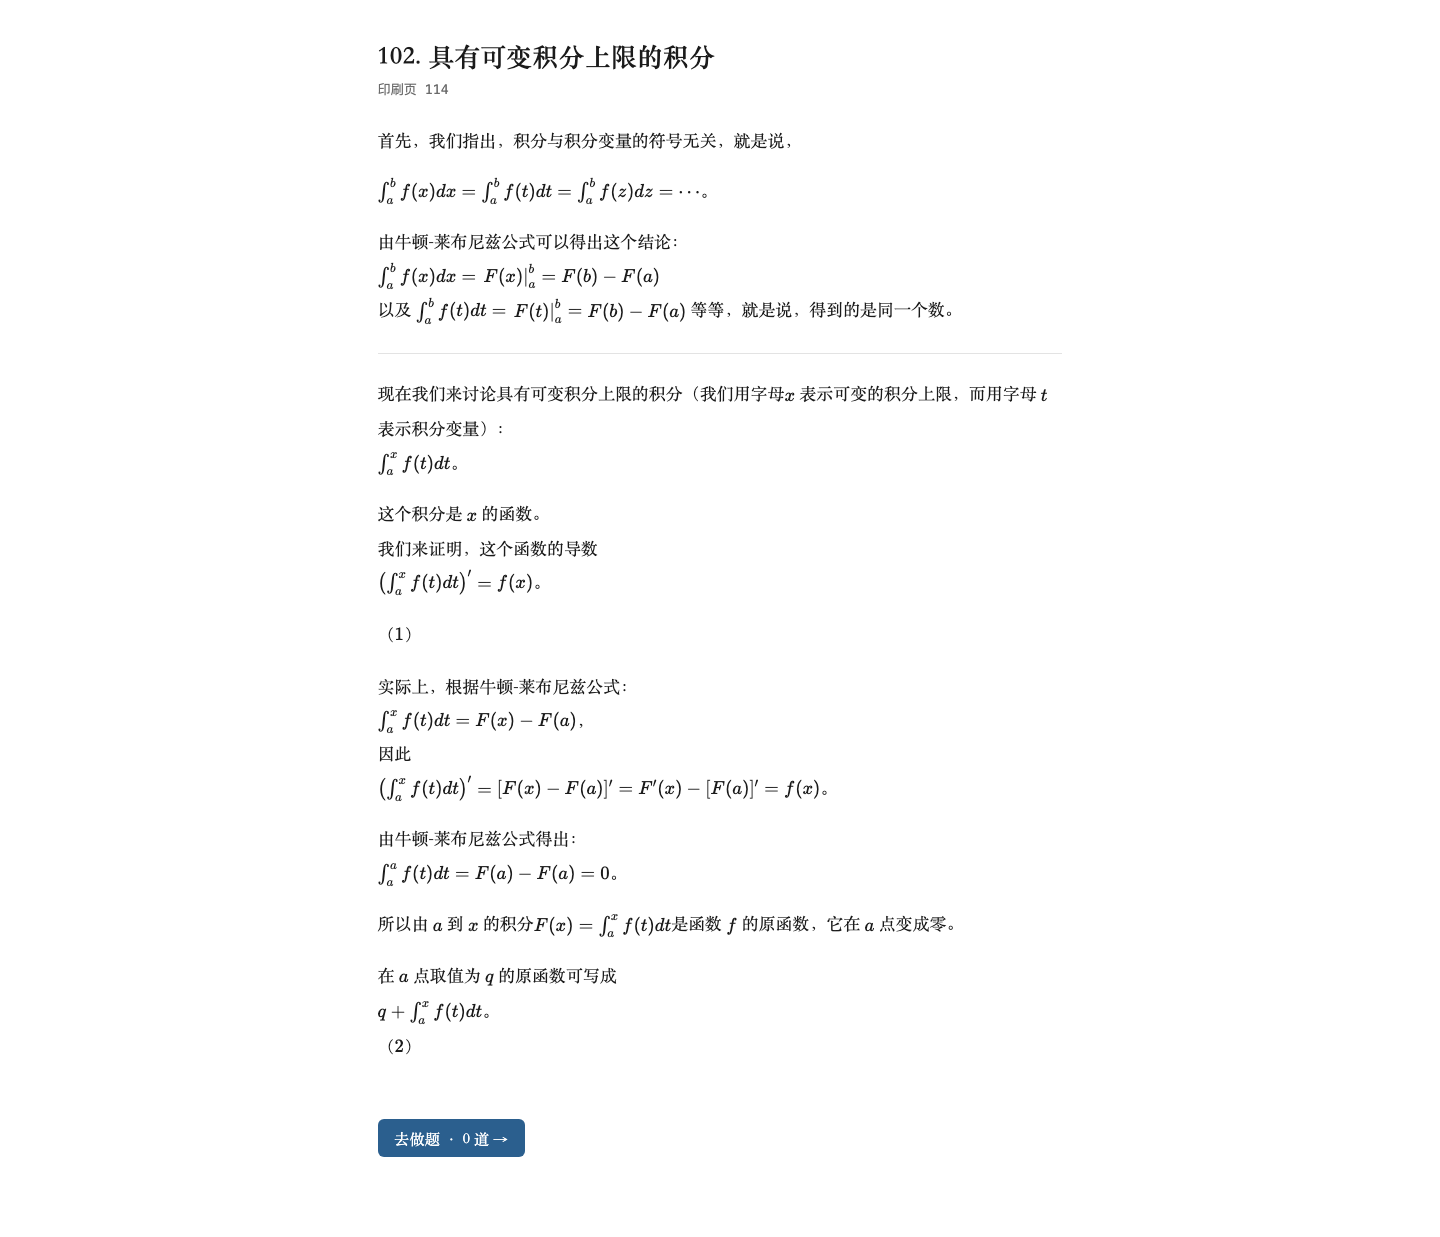 102. 具有可变积分上限的积分
印刷页 114
首先，我们指出，积分与积分变量的符号无关，就是说，
∫_a^b f(x)dx = ∫_a^b f(t)dt = ∫_a^b f(z)dz = ⋯。
由牛顿-莱布尼兹公式可以得出这个结论：
∫_a^b f(x)dx = F(x)|_a^b = F(b) − F(a)
以及 ∫_a^b f(t)dt = F(t)|_a^b = F(b) − F(a) 等等，就是说，得到的是同一个数。
现在我们来讨论具有可变积分上限的积分（我们用字母x 表示可变的积分上限，而用字母 t
表示积分变量）：
∫_a^x f(t)dt。
这个积分是 x 的函数。
我们来证明，这个函数的导数
(∫_a^x f(t)dt)′ = f(x)。
（1）
实际上，根据牛顿-莱布尼兹公式：
∫_a^x f(t)dt = F(x) − F(a)，
因此
(∫_a^x f(t)dt)′ = [F(x) − F(a)]′ = F′(x) − [F(a)]′ = f(x)。
由牛顿-莱布尼兹公式得出：
∫_a^a f(t)dt = F(a) − F(a) = 0。
所以由 a 到 x 的积分F(x) = ∫_a^x f(t)dt是函数 f 的原函数，它在 a 点变成零。
在 a 点取值为 q 的原函数可写成
q + ∫_a^x f(t)dt。
（2）
去做题 · 0 道 →